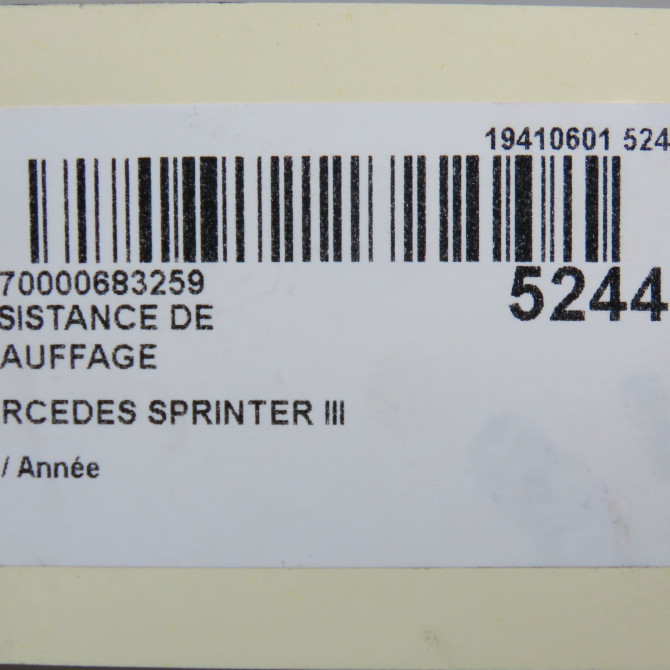 19410601 524
70000683259
5244
SISTANCE DE
AUFFAGE
RCEDES SPRINTER III
/ Année